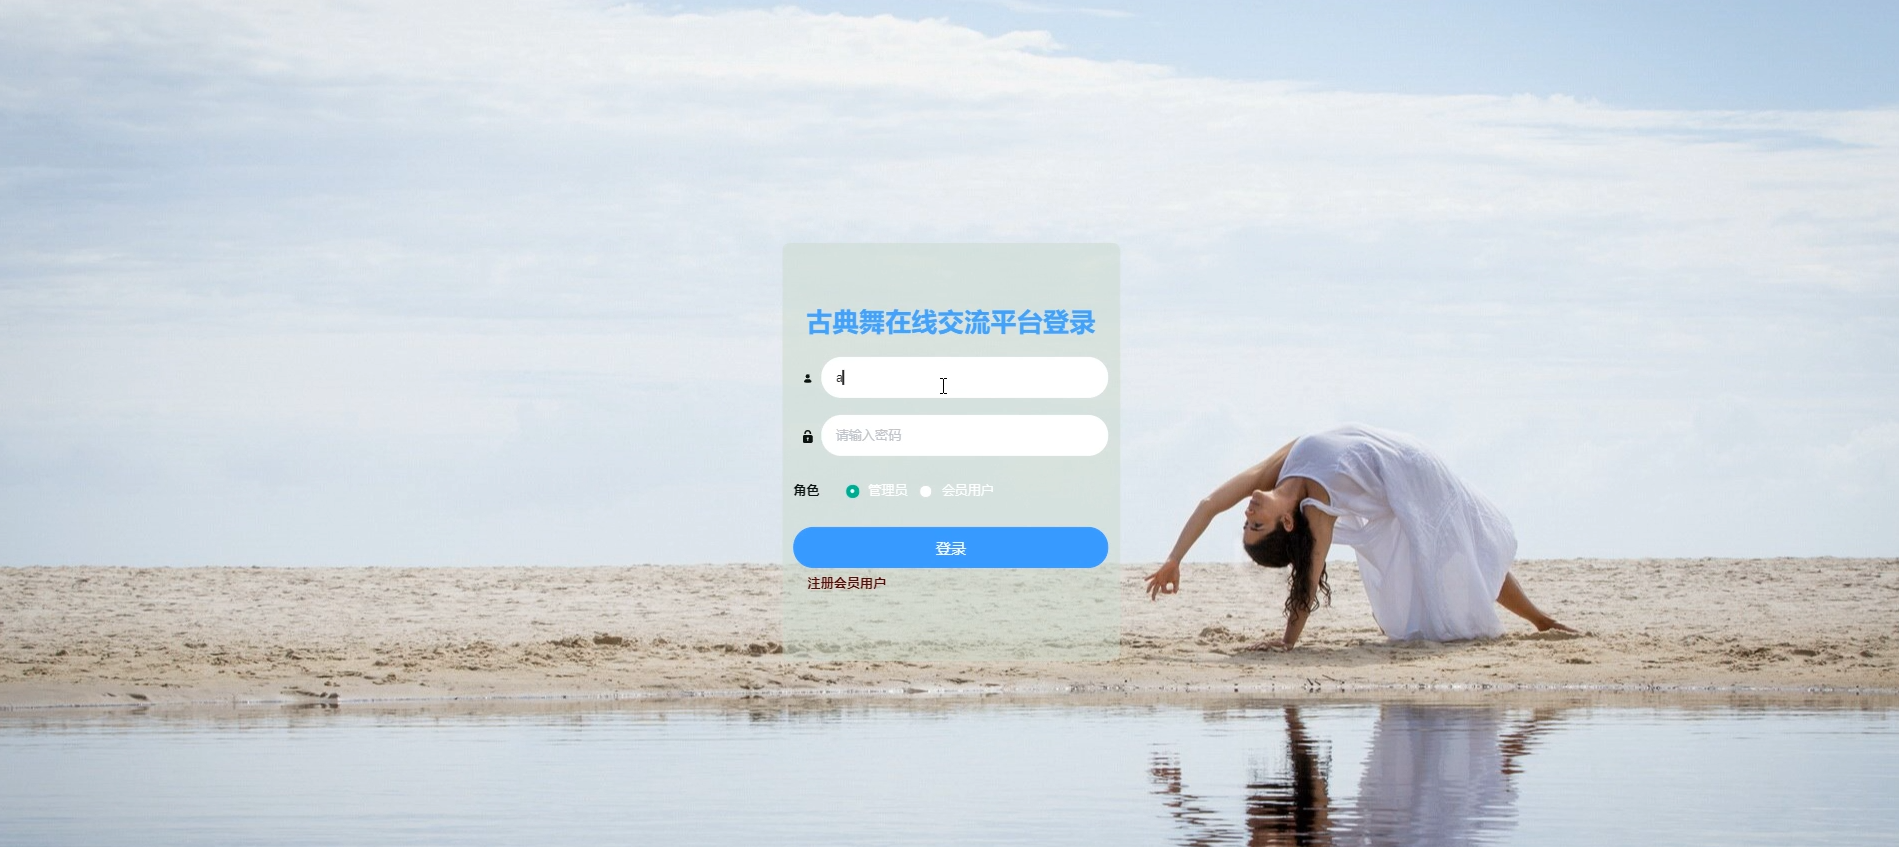 古典舞在线交流平台登录
a
请输入密码
角色 管理员 会员用户
登录
注册会员用户